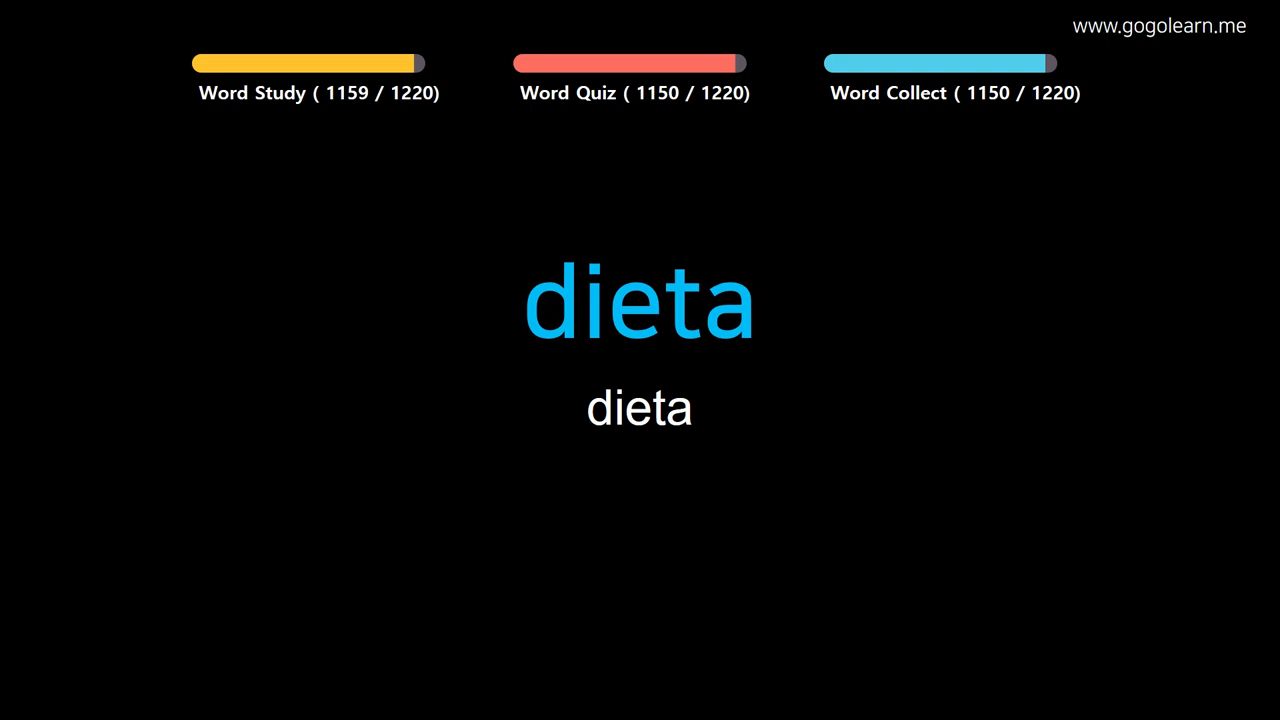 www.gogolearn.me
Word Study ( 1159 / 1220)
Word Quiz ( 1150 / 1220)
Word Collect ( 1150 / 1220)
dieta
dieta